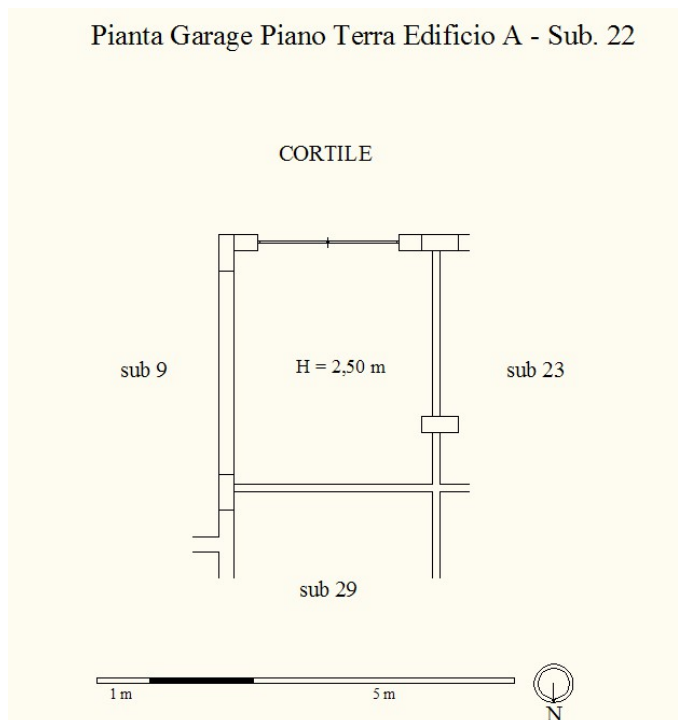 Pianta Garage Piano Terra Edificio A - Sub. 22
CORTILE
sub 9
H = 2,50 m
sub 23
sub 29
1 m
5 m
N